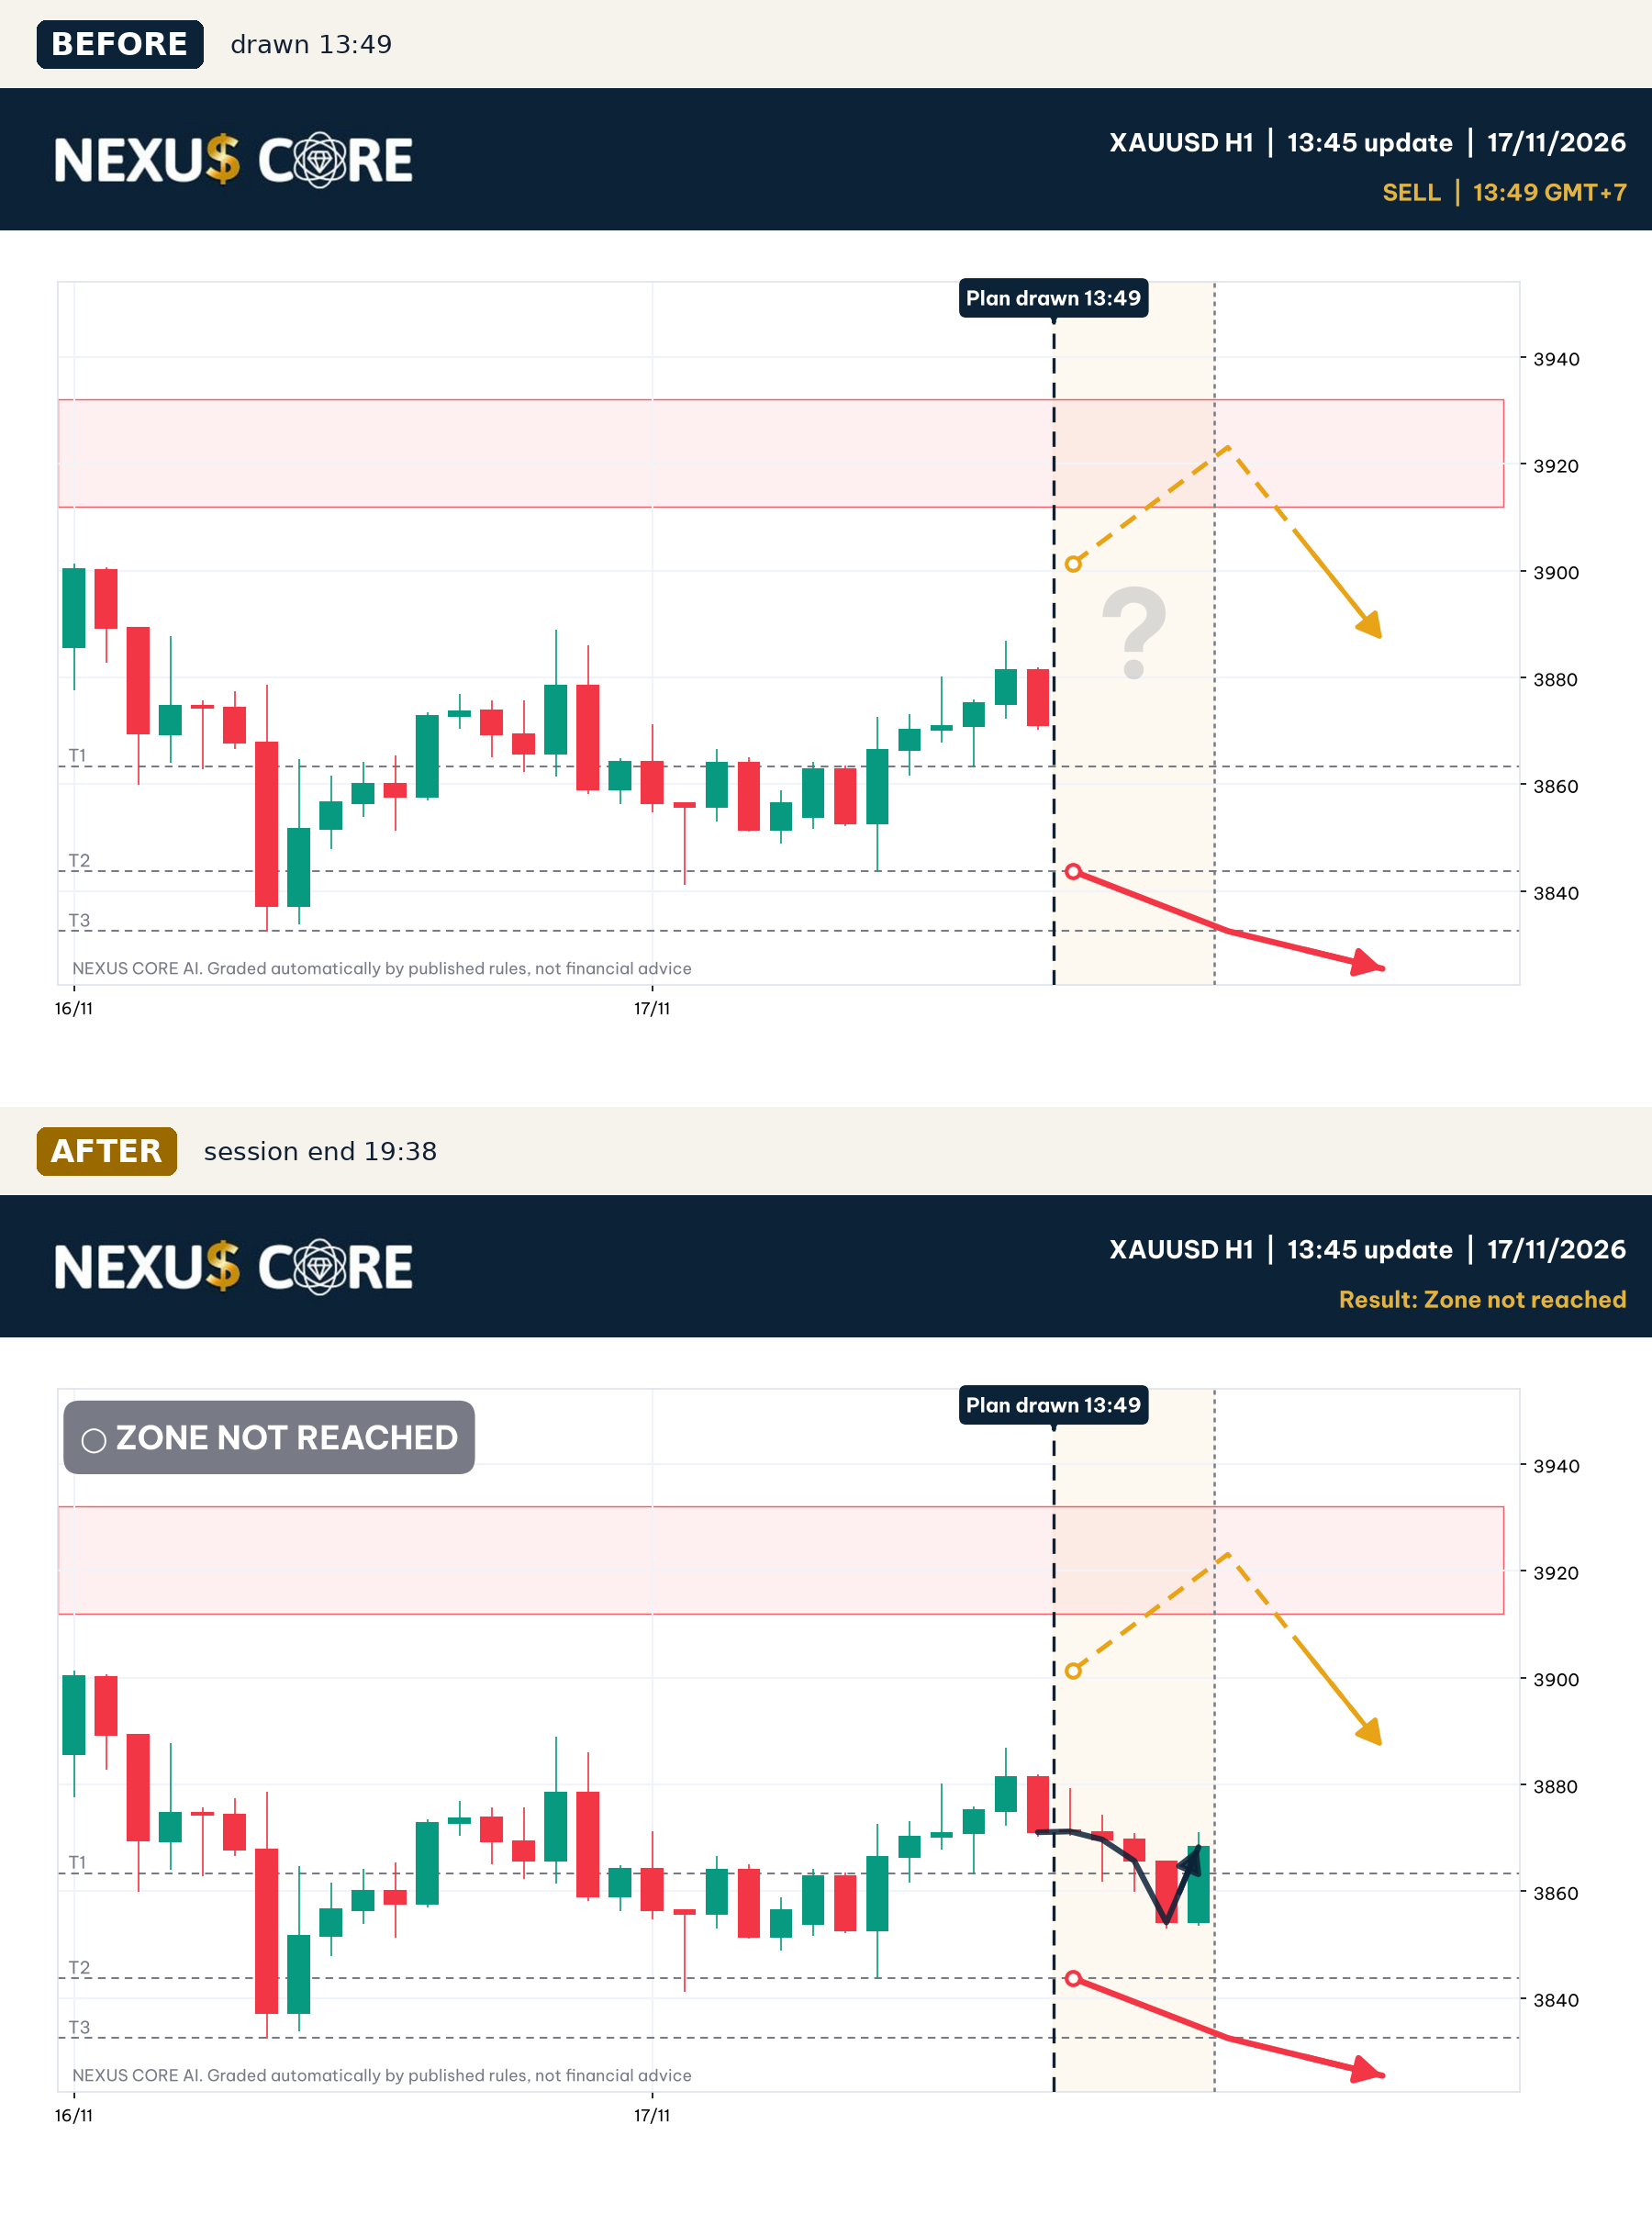 BEFORE drawn 13:49
NEXU$ CORE
XAUUSD H1 | 13:45 update | 17/11/2026
SELL | 13:49 GMT+7
Plan drawn 13:49
3940
3920
3900
?
3880
T1
3860
T2
3840
T3
NEXUS CORE AI. Graded automatically by published rules, not financial advice
16/11 17/11
AFTER session end 19:38
NEXU$ CORE
XAUUSD H1 | 13:45 update | 17/11/2026
Result: Zone not reached
Plan drawn 13:49
○ ZONE NOT REACHED
3940
3920
3900
3880
T1
3860
T2
3840
T3
NEXUS CORE AI. Graded automatically by published rules, not financial advice
16/11 17/11